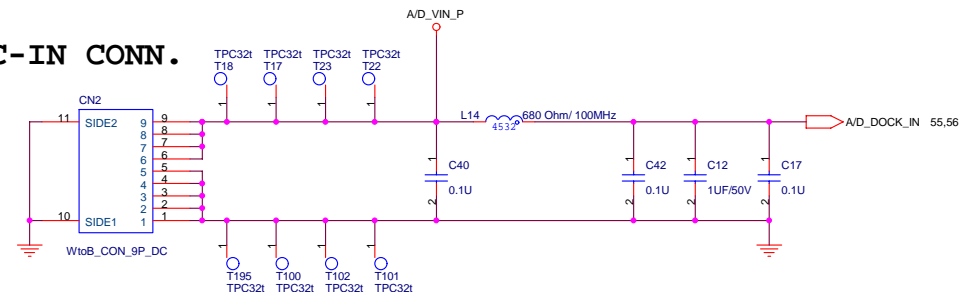 A/D_VIN_P
C-IN CONN.
TPC32t TPC32t TPC32t TPC32t
T18 T17 T23 T22
1 1 1 1
CN2
11 SIDE2 9 9
8 8
7 7
6 6
5 5
4 4
3 3
2 2
10 SIDE1 1 1
WtoB_CON_9P_DC
L14 680 Ohm/ 100MHz
4532
A/D_DOCK_IN 55,56
1 C40 0.1U 2
1 C42 0.1U 2
1 C12 1UF/50V 2
1 C17 0.1U 2
1 1 1 1
T195 T100 T102 T101
TPC32t TPC32t TPC32t TPC32t